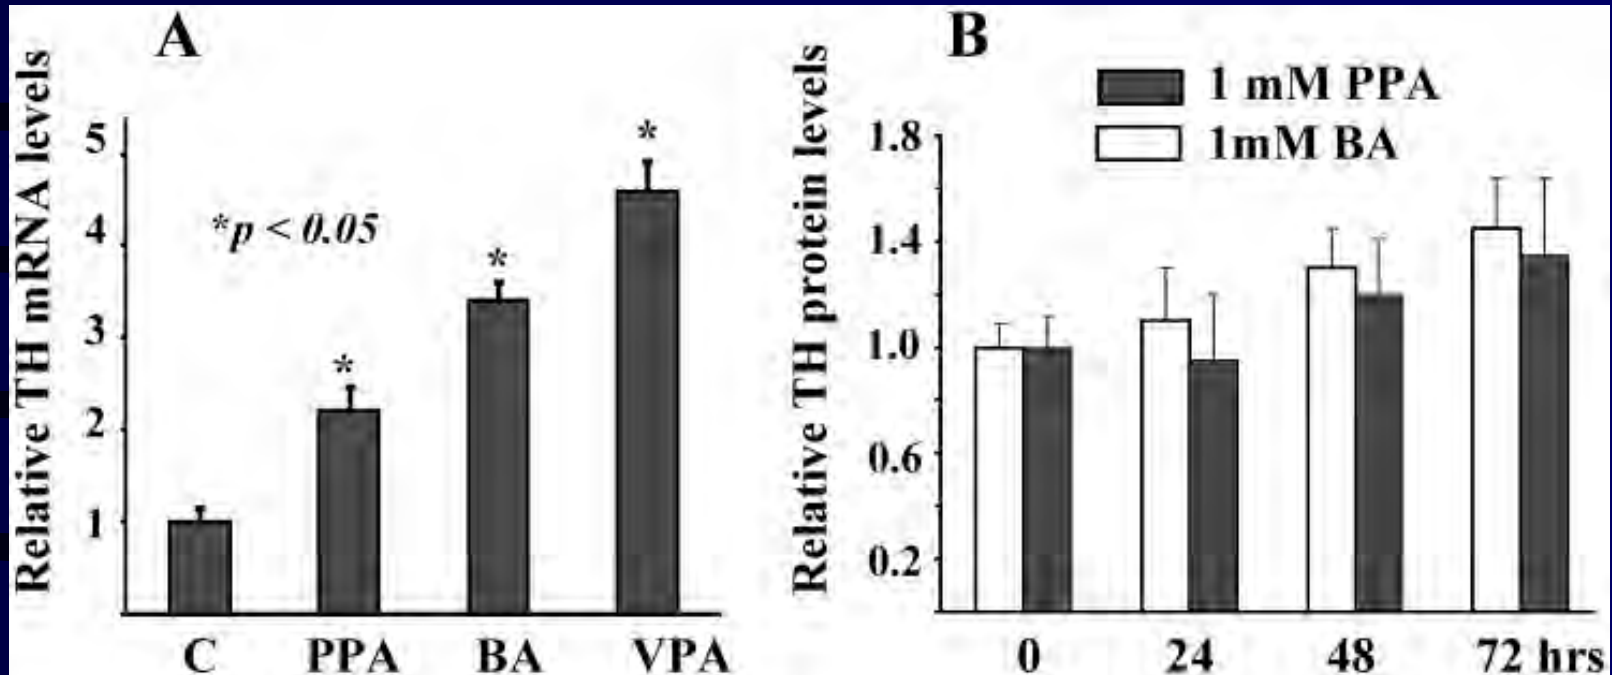 A
Relative TH mRNA levels
5
4
3
2
1
*p < 0.05
*
*
*
C PPA BA VPA
B
Relative TH protein levels
1 mM PPA
1mM BA
1.8
1.4
1.0
0.6
0.2
0 24 48 72 hrs